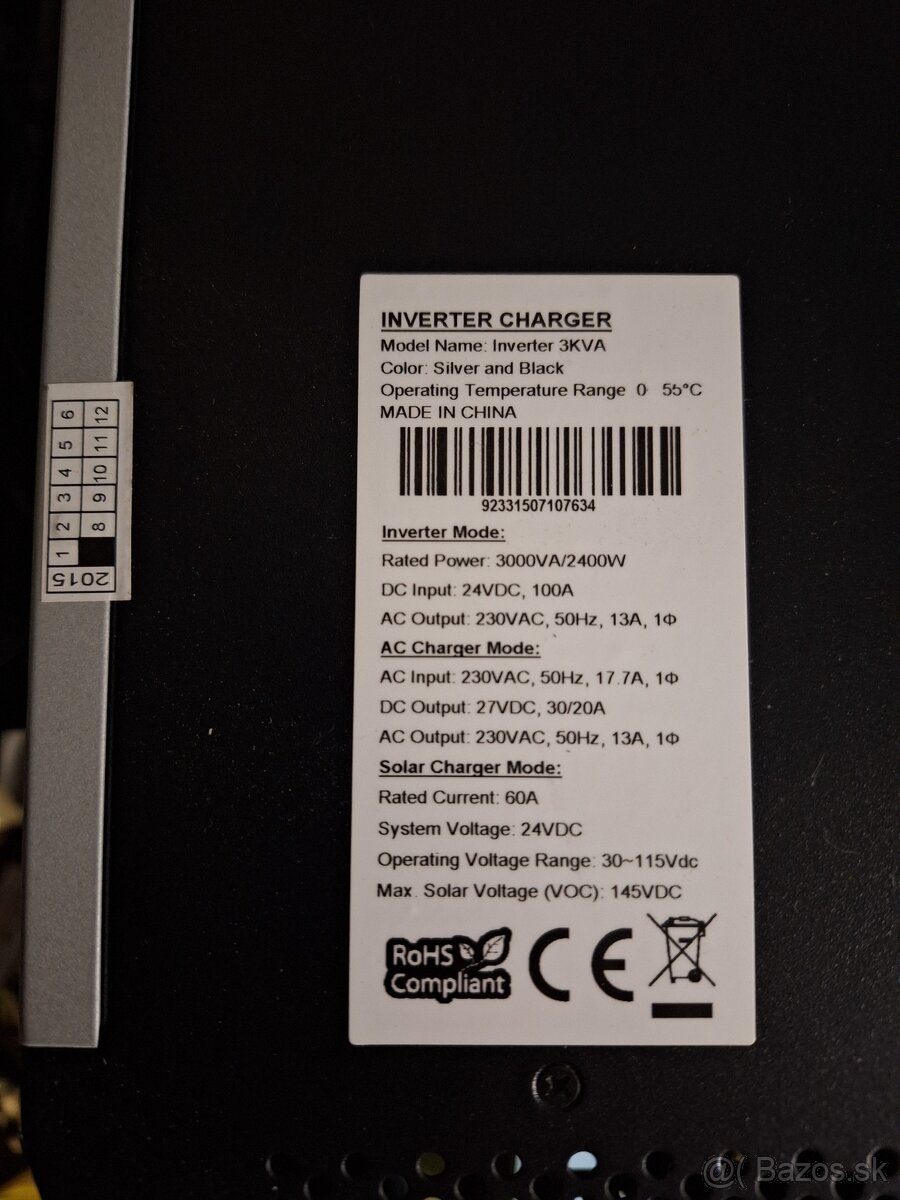 INVERTER CHARGER
Model Name: Inverter 3KVA
Color: Silver and Black
Operating Temperature Range 0 55°C
MADE IN CHINA
92331507107634
Inverter Mode:
Rated Power: 3000VA/2400W
DC Input: 24VDC, 100A
AC Output: 230VAC, 50Hz, 13A, 1Φ
AC Charger Mode:
AC Input: 230VAC, 50Hz, 17.7A, 1Φ
DC Output: 27VDC, 30/20A
AC Output: 230VAC, 50Hz, 13A, 1Φ
Solar Charger Mode:
Rated Current: 60A
System Voltage: 24VDC
Operating Voltage Range: 30~115Vdc
Max. Solar Voltage (VOC): 145VDC
RoHS
Compliant
CE
2015
1 2 3 4 5 6
8 9 10 11 12
@( Bazos.sk